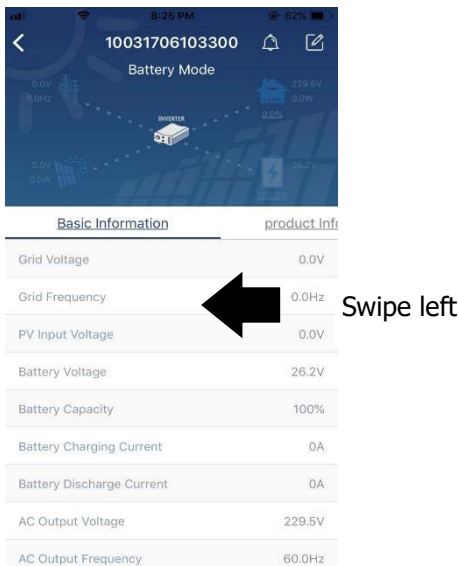 8:25 PM
62%
10031706103300
Battery Mode
0.0V
0.0Hz
229.5V
0.0W
0.0%
INVERTER
0.0V
0.0W
26.2V
100.0%
Basic Information
product Info
Grid Voltage 0.0V
Grid Frequency 0.0Hz
Swipe left
PV Input Voltage 0.0V
Battery Voltage 26.2V
Battery Capacity 100%
Battery Charging Current 0A
Battery Discharge Current 0A
AC Output Voltage 229.5V
AC Output Frequency 60.0Hz